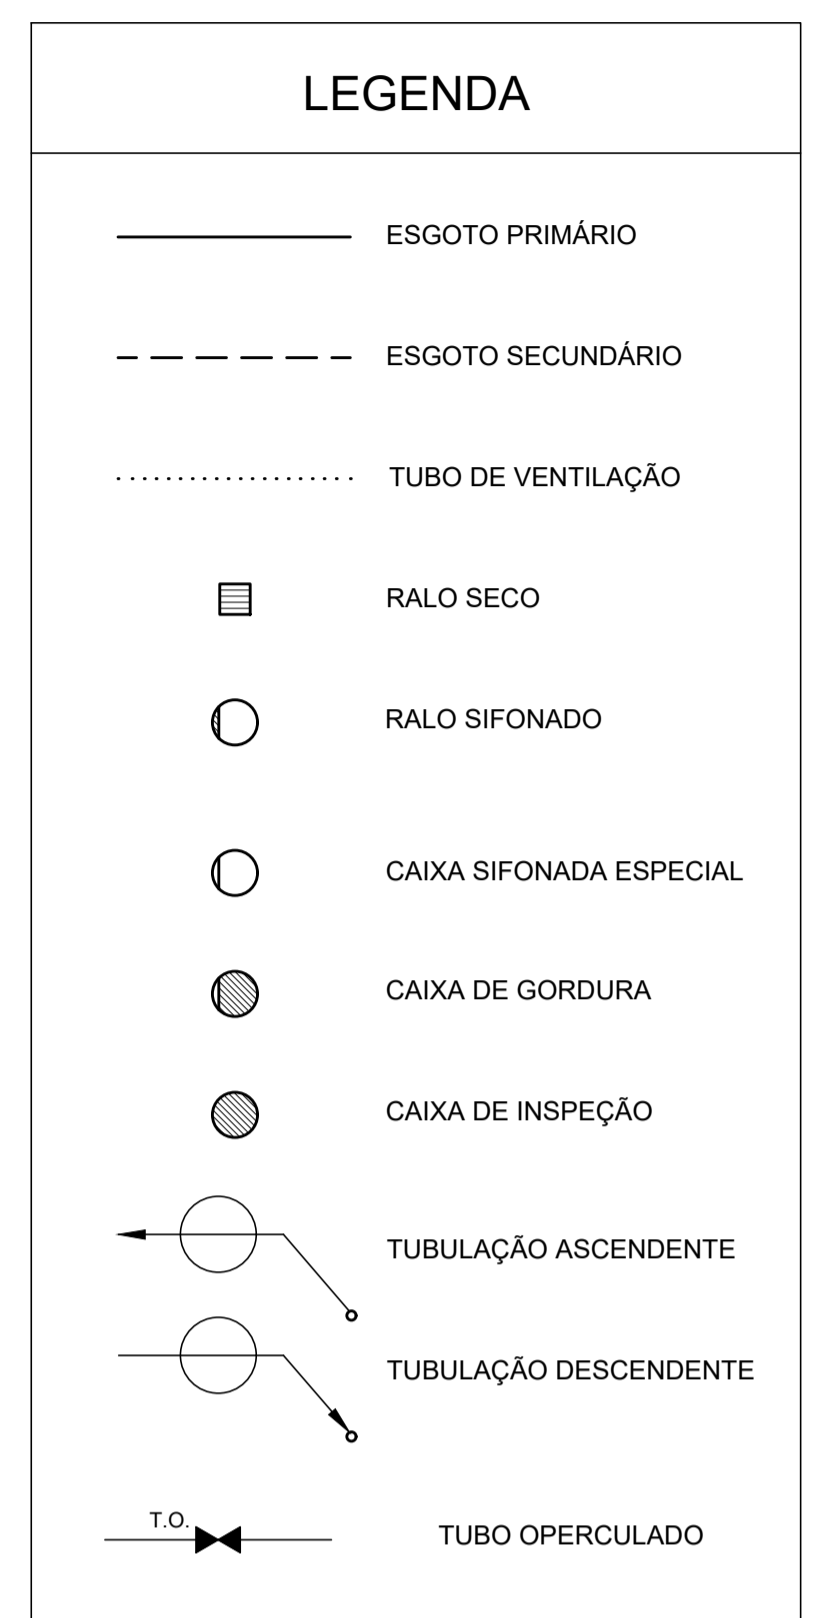 LEGENDA
ESGOTO PRIMÁRIO
ESGOTO SECUNDÁRIO
TUBO DE VENTILAÇÃO
RALO SECO
RALO SIFONADO
CAIXA SIFONADA ESPECIAL
CAIXA DE GORDURA
CAIXA DE INSPEÇÃO
TUBULAÇÃO ASCENDENTE
TUBULAÇÃO DESCENDENTE
T.O. TUBO OPERCULADO